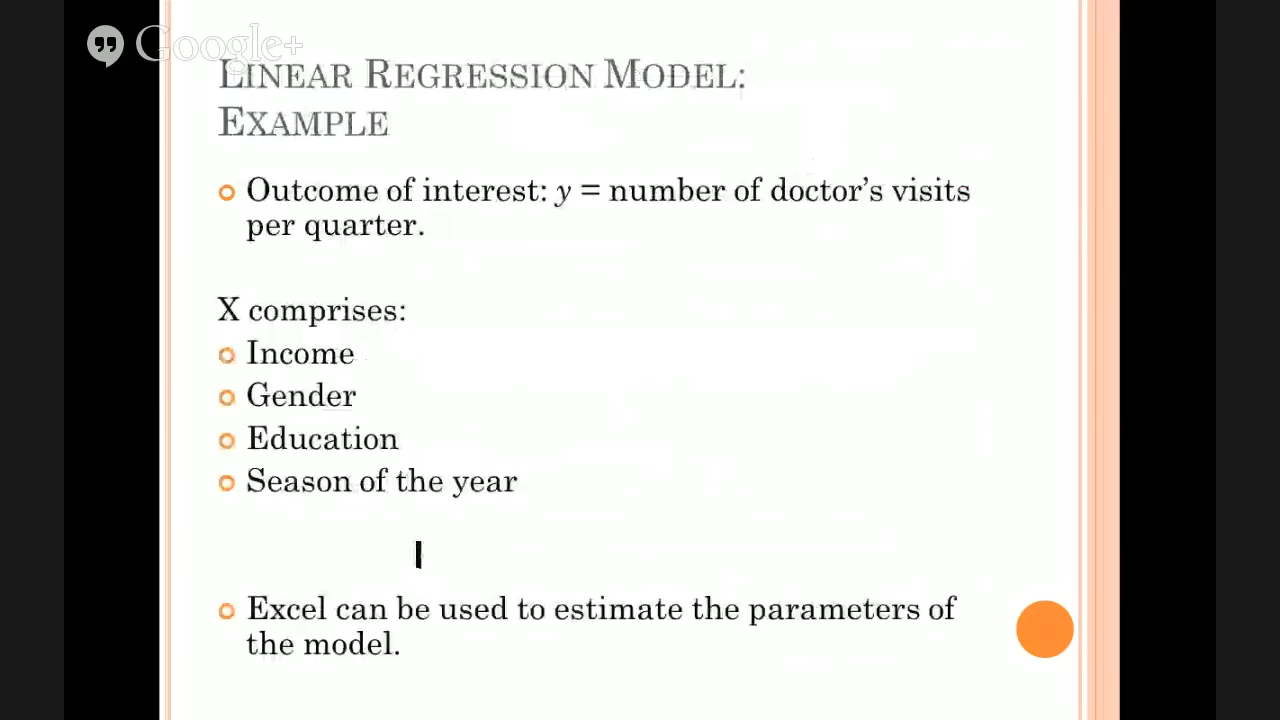 Google+
LINEAR REGRESSION MODEL:
EXAMPLE
Outcome of interest: y = number of doctor’s visits
per quarter.
X comprises:
Income
Gender
Education
Season of the year
Excel can be used to estimate the parameters of
the model.